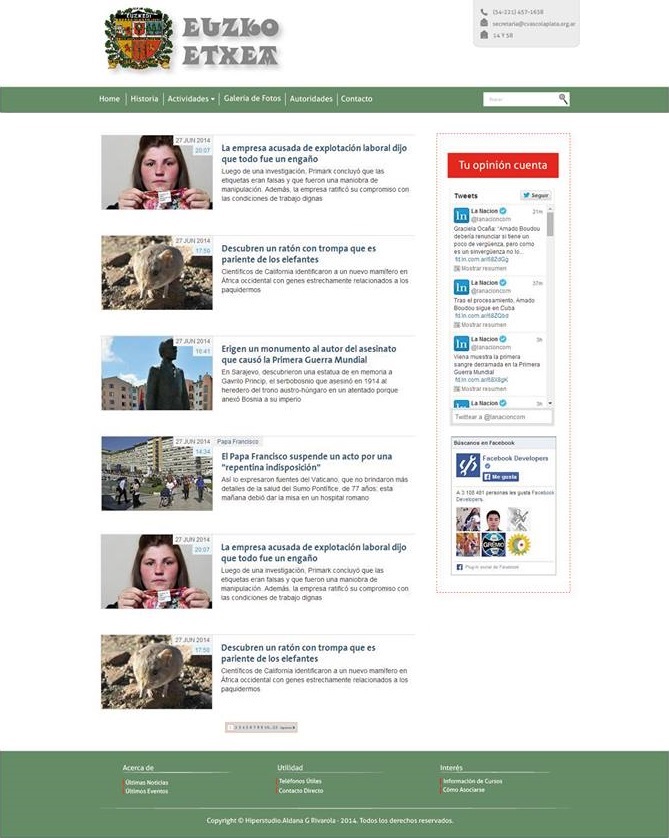 EUZKO
ETXEA
(54-221) 457-1638
secretaria@cvascolaplata.org.ar
14 Y 58
Home
Historia
Actividades
Galería de Fotos
Autoridades
Contacto
27 JUN 2014
20:07
La empresa acusada de explotación laboral dijo
que todo fue un engaño
Luego de una investigación, Primark concluyó que las
etiquetas eran falsas y que fueron una maniobra de
manipulación. Además, la empresa ratificó su compromiso con
las condiciones de trabajo dignas
27 JUN 2014
17:50
Descubren un ratón con trompa que es
pariente de los elefantes
Científicos de California identificaron a un nuevo mamífero en
África occidental con genes estrechamente relacionados a los
paquidermos
27 JUN 2014
16:41
Erigen un monumento al autor del asesinato
que causó la Primera Guerra Mundial
En Sarajevo, descubrieron una estatua de en memoria a
Gavrilo Princip, el serbobosnio que asesinó en 1914 al
heredero del trono austro-húngaro en un atentado porque
anexó Bosnia a su imperio
27 JUN 2014
Papa Francisco
14:34
El Papa Francisco suspende un acto por una
"repentina indisposición"
Así lo expresaron fuentes del Vaticano, que no brindaron más
detalles de la salud del Sumo Pontífice, de 77 años; esta
mañana debió dar la misa en un hospital romano
27 JUN 2014
20:07
La empresa acusada de explotación laboral dijo
que todo fue un engaño
Luego de una investigación, Primark concluyó que las
etiquetas eran falsas y que fueron una maniobra de
manipulación. Además, la empresa ratificó su compromiso con
las condiciones de trabajo dignas
27 JUN 2014
17:50
Descubren un ratón con trompa que es
pariente de los elefantes
Científicos de California identificaron a un nuevo mamífero en
África occidental con genes estrechamente relacionados a los
paquidermos
Tu opinión cuenta
Tweets
Seguir
La Nacion
21m
@lanacioncom
Graciela Ocaña: "Amado Boudou
debería renunciar si tiene un
poco de vergüenza, pero como
es un sinvergüenza no lo...
Mostrar resumen
La Nacion
37m
@lanacioncom
Tras el procesamiento, Amado
Boudou sigue en Cuba
Mostrar resumen
La Nacion
3h
@lanacioncom
Viena muestra la primera
sangre derramada en la Primera
Guerra Mundial
Mostrar resumen
La Nacion
3h
Twittear a @lanacioncom
Búscanos en Facebook
Facebook Developers
Me gusta
A 3 108 461 personas les gusta Facebook
Developers.
GREMIO
Plug-in social de Facebook
Acerca de
Últimas Noticias
Últimos Eventos
Utilidad
Teléfonos Útiles
Contacto Directo
Interés
Información de Cursos
Cómo Asociarse
Copyright © Hiperstudio.Aldana G Rivarola - 2014. Todos los derechos reservados.